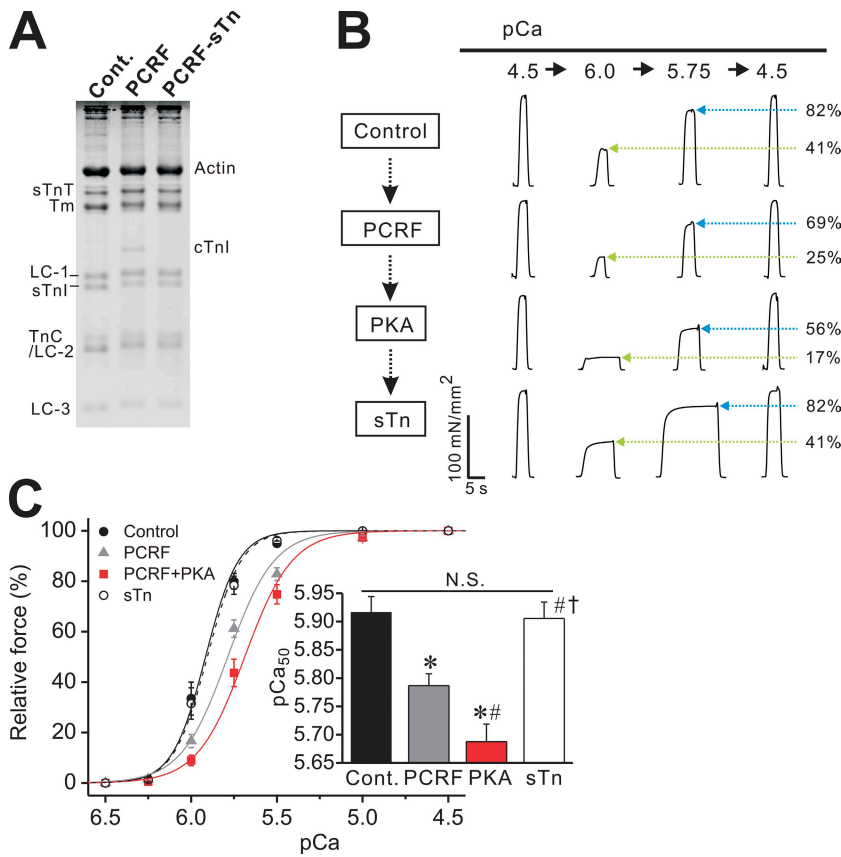 A
Cont.
PCRF
PCRF-sTn
Actin
sTnT
Tm
cTnI
LC-1
sTnI
TnC
/LC-2
LC-3
B
pCa
4.5 → 6.0 → 5.75 → 4.5
Control
82%
41%
PCRF
69%
25%
PKA
56%
17%
sTn
82%
41%
100 mN/mm²
5 s
C
Relative force (%)
100
80
60
40
20
0
Control
PCRF
PCRF+PKA
sTn
6.5 6.0 5.5 5.0 4.5
pCa
N.S.
pCa50
5.95
5.90
5.85
5.80
5.75
5.70
5.65
*
*#
#†
Cont. PCRF PKA sTn